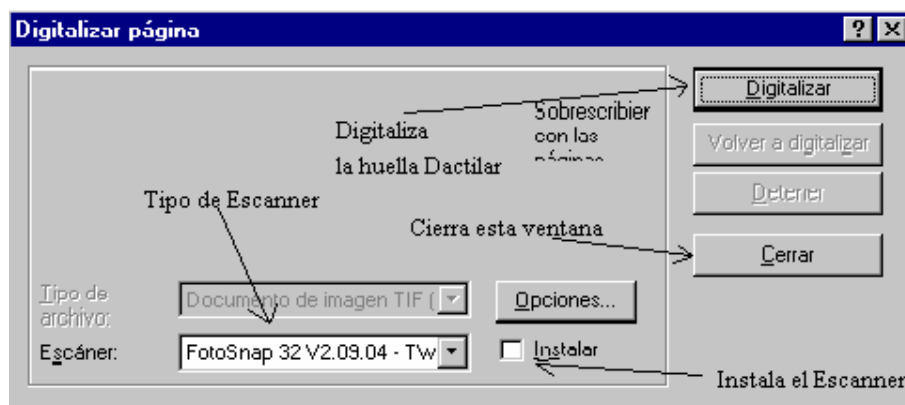 Digitalizar página
Digitalizar
Digitaliza
la huella Dactilar
Sobrescribier
con las
páginas
Volver a digitalizar
Tipo de Escanner
Detener
Cierra esta ventana
Cerrar
Tipo de
archivo:
Documento de imagen TIF (
Opciones...
Escáner:
FotoSnap 32 V2.09.04 - TW
Instalar
Instala el Escanner